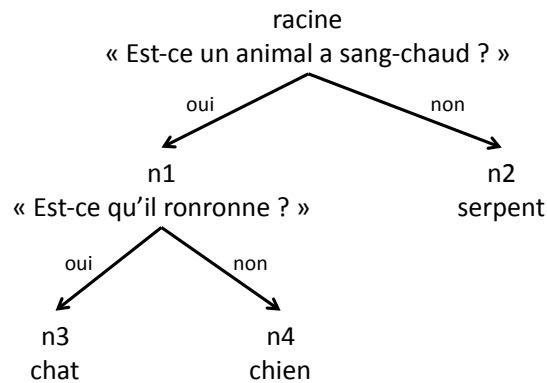 racine
« Est-ce un animal a sang-chaud ? »
oui
non
n1
« Est-ce qu'il ronronne ? »
n2
serpent
oui
non
n3
chat
n4
chien